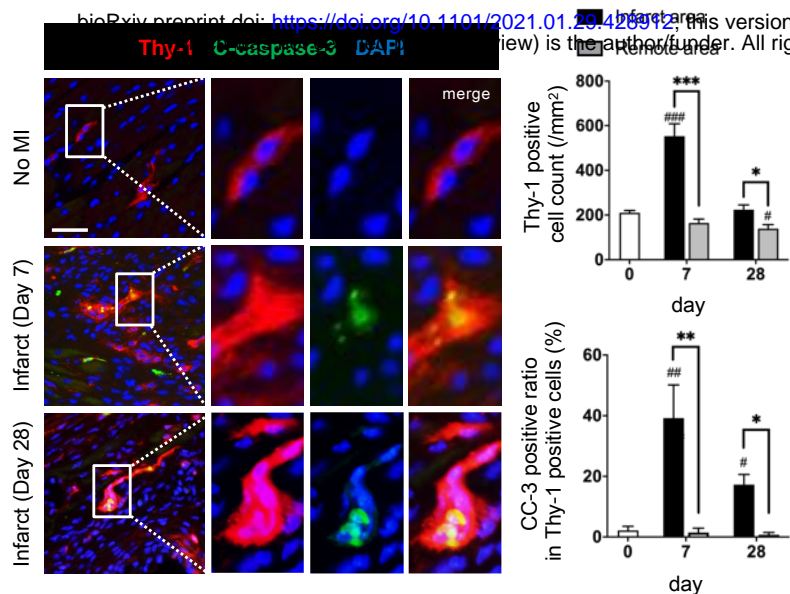 bioRxiv preprint doi: https://doi.org/10.1101/2021.01.29.428912; this version
view) is the author/funder. All rig
Infarct area
Remote area
Thy-1 C-caspase-3 DAPI
merge
No MI
Infarct (Day 7)
Infarct (Day 28)
Thy-1 positive
cell count (/mm²)
800
600
400
200
0
***
###
*
#
0 7 28
day
CC-3 positive ratio
in Thy-1 positive cells (%)
60
40
20
0
**
##
*
#
0 7 28
day